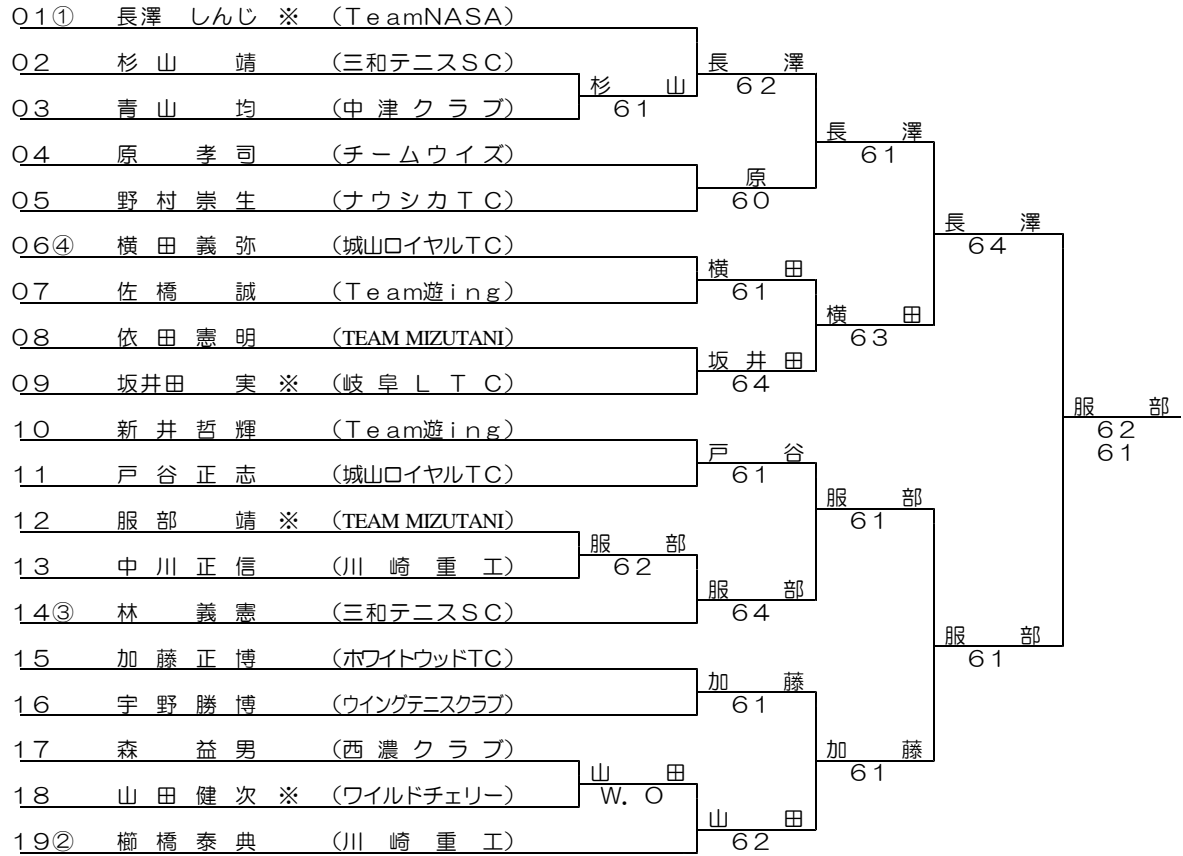 01① 長澤 しんじ ※ (TeamNASA)
02 杉山 靖 (三和テニスSC)
長澤
杉山
62
03 青山 均 (中津クラブ)
61
長澤
04 原 孝司 (チームウイズ)
61
原
05 野村崇生 (ナウシカTC)
60
長澤
06④ 横田義弥 (城山ロイヤルTC)
64
横田
07 佐橋 誠 (Team遊ing)
61
横田
08 依田憲明 (TEAM MIZUTANI)
63
坂井田
09 坂井田 実 ※ (岐阜LTC)
64
服部
10 新井哲輝 (Team遊ing)
62
戸谷
61
11 戸谷正志 (城山ロイヤルTC)
61
服部
12 服部 靖 ※ (TEAM MIZUTANI)
61
服部
13 中川正信 (川崎重工)
62
服部
14③ 林 義憲 (三和テニスSC)
64
服部
15 加藤正博 (ホワイトウッドTC)
61
加藤
16 宇野勝博 (ウイングテニスクラブ)
61
17 森 益男 (西濃クラブ)
加藤
61
山田
18 山田健次 ※ (ワイルドチェリー)
W.O
山田
19② 櫛橋泰典 (川崎重工)
62